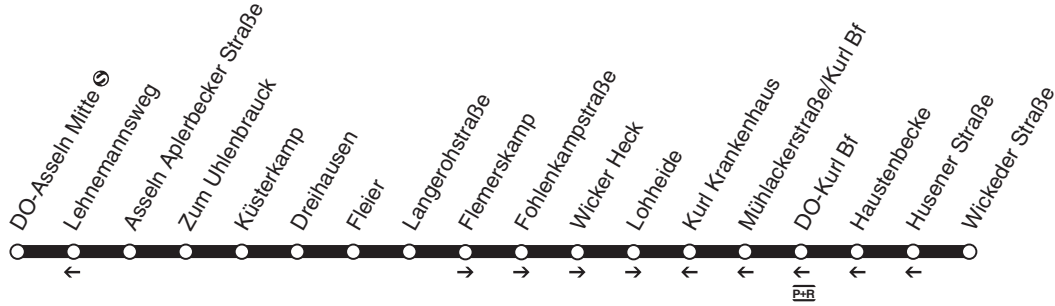 DO-Asseln Mitte Ⓢ
Lehnemannsweg
Asseln Aplerbecker Straße
Zum Uhlenbrauck
Küsterkamp
Dreihausen
Fleier
Langerohstraße
Flemerskamp
Fohlenkampstraße
Wicker Heck
Lohheide
Kurl Krankenhaus
Mühlackerstraße/Kurl Bf
DO-Kurl Bf
Haustenbecke
Husener Straße
Wickeder Straße
P+R